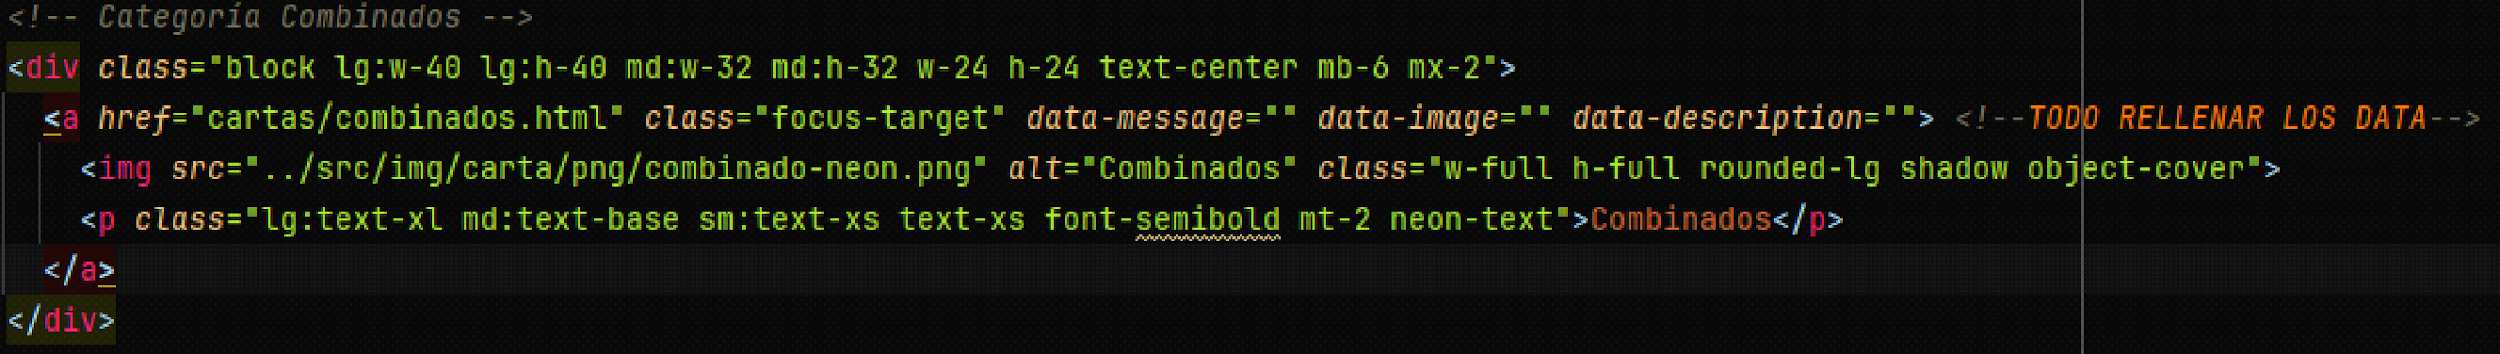 <!-- Categoría Combinados -->
<div class="block lg:w-40 lg:h-40 md:w-32 md:h-32 w-24 h-24 text-center mb-6 mx-2">
<a href="cartas/combinados.html" class="focus-target" data-message="" data-image="" data-description=""> <!--TODO RELLENAR LOS DATA-->
<img src="../src/img/carta/png/combinado-neon.png" alt="Combinados" class="w-full h-full rounded-lg shadow object-cover">
<p class="lg:text-xl md:text-base sm:text-xs text-xs font-semibold mt-2 neon-text">Combinados</p>
</a>
</div>